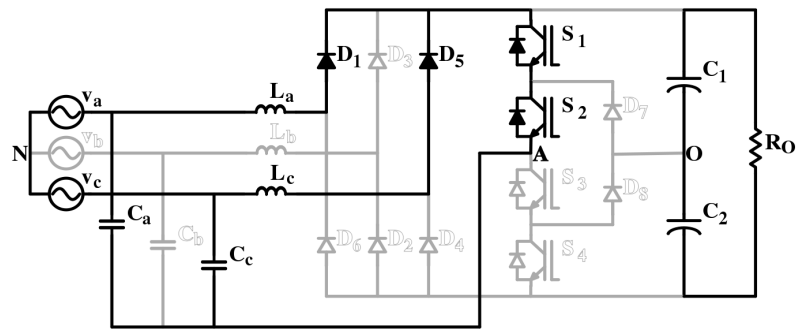 D1 D3 D5 S1 C1
va La S2 D7
N vb Lb A O RO
vc Lc S3 D8
Ca Cb Cc D6 D2 D4 S4 C2